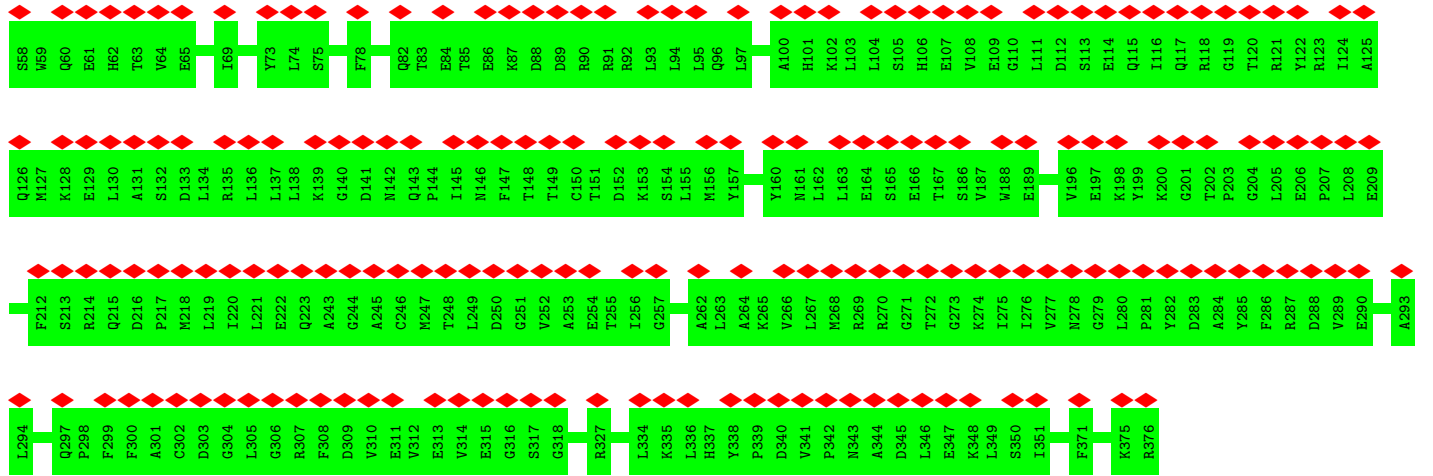 S58 W59 Q60 E61 H62 T63 V64 E65 I69 Y73 L74 S75 F78 Q82 T83 E84 T85 E86 K87 D88 D89 R90 R91 R92 L93 L94 L95 Q96 L97 A100 H101 K102 L103 L104 S105 H106 E107 V108 E109 G110 L111 D112 S113 E114 Q115 I116 Q117 R118 G119 T120 R121 Y122 R123 I124 A125
Q126 M127 K128 E129 L130 A131 S132 D133 L134 R135 L136 L137 L138 K139 G140 D141 N142 Q143 P144 I145 N146 F147 T148 T149 C150 T151 D152 K153 S154 L155 M156 Y157 Y160 N161 L162 L163 E164 S165 E166 T167 S186 V187 W188 E189 V196 E197 K198 Y199 K200 G201 T202 P203 G204 L205 E206 P207 L208 E209
F212 S213 R214 Q215 D216 P217 M218 L219 I220 L221 E222 Q223 A243 G244 A245 C246 M247 T248 L249 D250 G251 V252 A253 E254 T255 I256 G257 A262 L263 A264 K265 V266 L267 M268 R269 R270 G271 T272 G273 K274 I275 I276 V277 N278 G279 L280 P281 Y282 D283 A284 Y285 F286 R287 D288 V289 E290 A293
L294 Q297 P298 F299 F300 A301 C302 D303 G304 L305 G306 R307 F308 D309 V310 E311 V312 E313 V314 E315 G316 S317 G318 R327 L334 K335 L336 H337 Y338 P339 D340 V341 P342 N343 A344 D345 L346 E347 K348 L349 S350 I351 F371 K375 R376